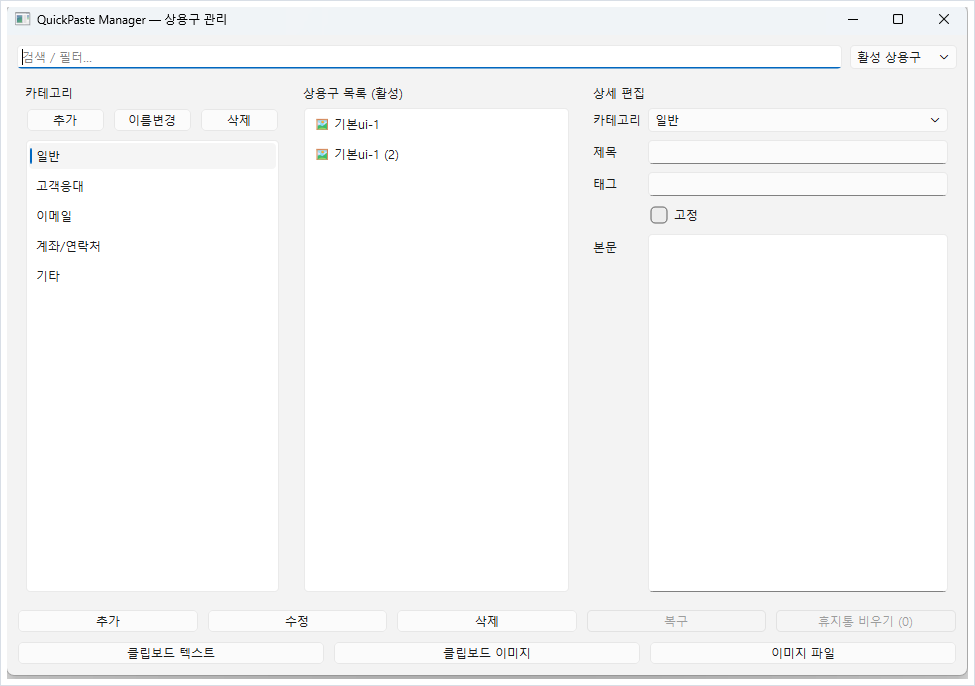 QuickPaste Manager — 상용구 관리
검색 / 필터...
활성 상용구
카테고리
추가
이름변경
삭제
일반
고객응대
이메일
계좌/연락처
기타
상용구 목록 (활성)
기본ui-1
기본ui-1 (2)
상세 편집
카테고리
일반
제목
태그
고정
본문
추가
수정
삭제
복구
휴지통 비우기 (0)
클립보드 텍스트
클립보드 이미지
이미지 파일